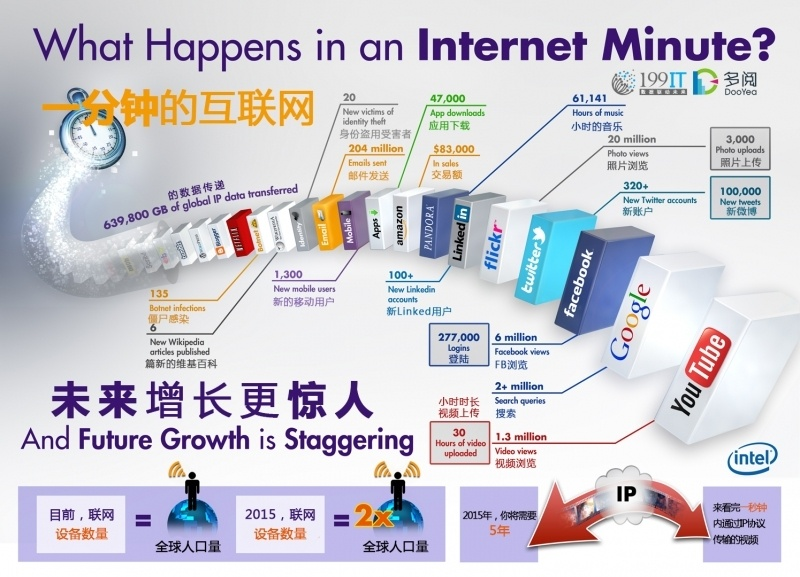 What Happens in an Internet Minute?
199IT
数据驱动未来
多阅
DooYea
一分钟的互联网
的数据传递
639,800 GB of global IP data transferred
20
New victims of
identity theft
身份盗用受害者
204 million
Emails sent
邮件发送
47,000
App downloads
应用下载
$83,000
In sales
交易额
61,141
Hours of music
小时的音乐
20 million
Photo views
照片浏览
3,000
Photo uploads
照片上传
320+
New Twitter accounts
新账户
100,000
New tweets
新微博
Botnet
Identity
Email
Mobile
Apps
amazon
PANDORA
Linked in
flickr
twitter
facebook
Google
You Tube
135
Botnet infections
僵尸感染
6
New Wikipedia
articles published
篇新的维基百科
1,300
New mobile users
新的移动用户
100+
New Linkedin
accounts
新Linked用户
277,000
Logins
登陆
6 million
Facebook views
FB浏览
2+ million
Search queries
搜索
小时时长
视频上传
30
Hours of video
uploaded
1.3 million
Video views
视频浏览
未来增长更惊人
And Future Growth is Staggering
intel
目前，联网
设备数量
=
全球人口量
2015，联网
设备数量
=
2x
全球人口量
2015年，你将需要
5年
IP
来看完一秒钟
内通过IP协议
传输的视频